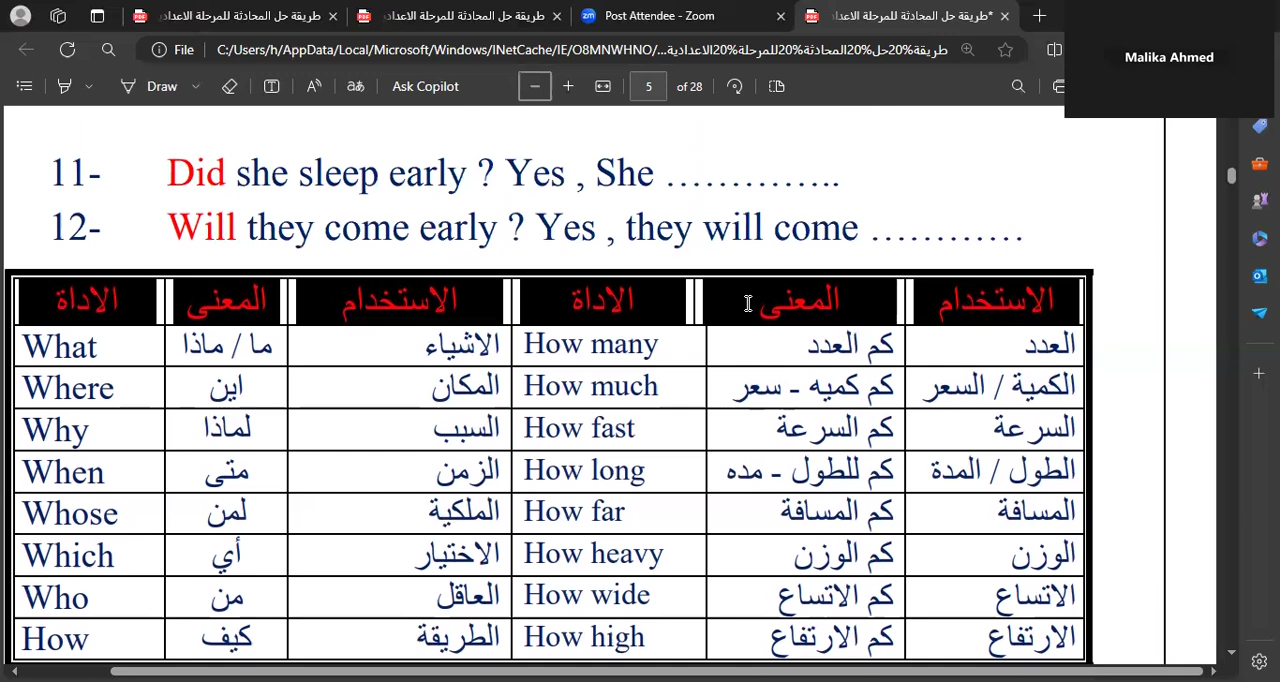 طريقة حل المحادثة للمرحلة الاعدادية
طريقة حل المحادثة للمرحلة الاعدادية
Post Attendee - Zoom
*طريقة حل المحادثة للمرحلة الاعدادية
File C:/Users/h/AppData/Local/Microsoft/Windows/INetCache/IE/O8MNWHNO/...طريقة%20حل%20المحادثة%20للمرحلة%20الاعدادية
Malika Ahmed
Draw aあ Ask Copilot 5 of 28
11- Did she sleep early ? Yes , She …………..
12- Will they come early ? Yes , they will come …………
الاداة المعنى الاستخدام الاداة المعنى الاستخدام
What ما / ماذا الاشياء How many كم العدد العدد
Where اين المكان How much كم كميه - سعر الكمية / السعر
Why لماذا السبب How fast كم السرعة السرعة
When متى الزمن How long كم للطول - مده الطول / المدة
Whose لمن الملكية How far كم المسافة المسافة
Which أي الاختيار How heavy كم الوزن الوزن
Who من العاقل How wide كم الاتساع الاتساع
How كيف الطريقة How high كم الارتفاع الارتفاع